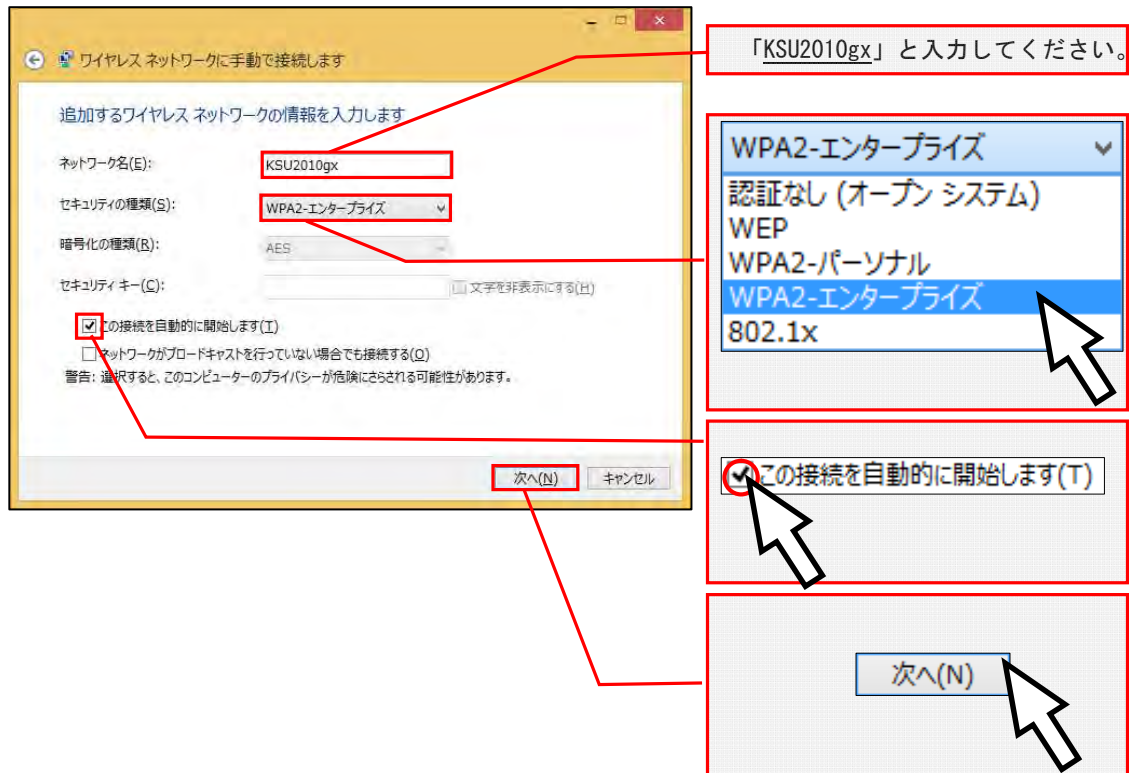 ワイヤレス ネットワークに手動で接続します
追加するワイヤレス ネットワークの情報を入力します
ネットワーク名(E):
KSU2010gx
セキュリティの種類(S):
WPA2-エンタープライズ
暗号化の種類(R):
AES
セキュリティ キー(C):
文字を非表示にする(H)
この接続を自動的に開始します(T)
ネットワークがブロードキャストを行っていない場合でも接続する(O)
警告: 選択すると、このコンピューターのプライバシーが危険にさらされる可能性があります。
次へ(N)
キャンセル
「KSU2010gx」と入力してください。
WPA2-エンタープライズ
認証なし (オープン システム)
WEP
WPA2-パーソナル
WPA2-エンタープライズ
802.1x
この接続を自動的に開始します(T)
次へ(N)